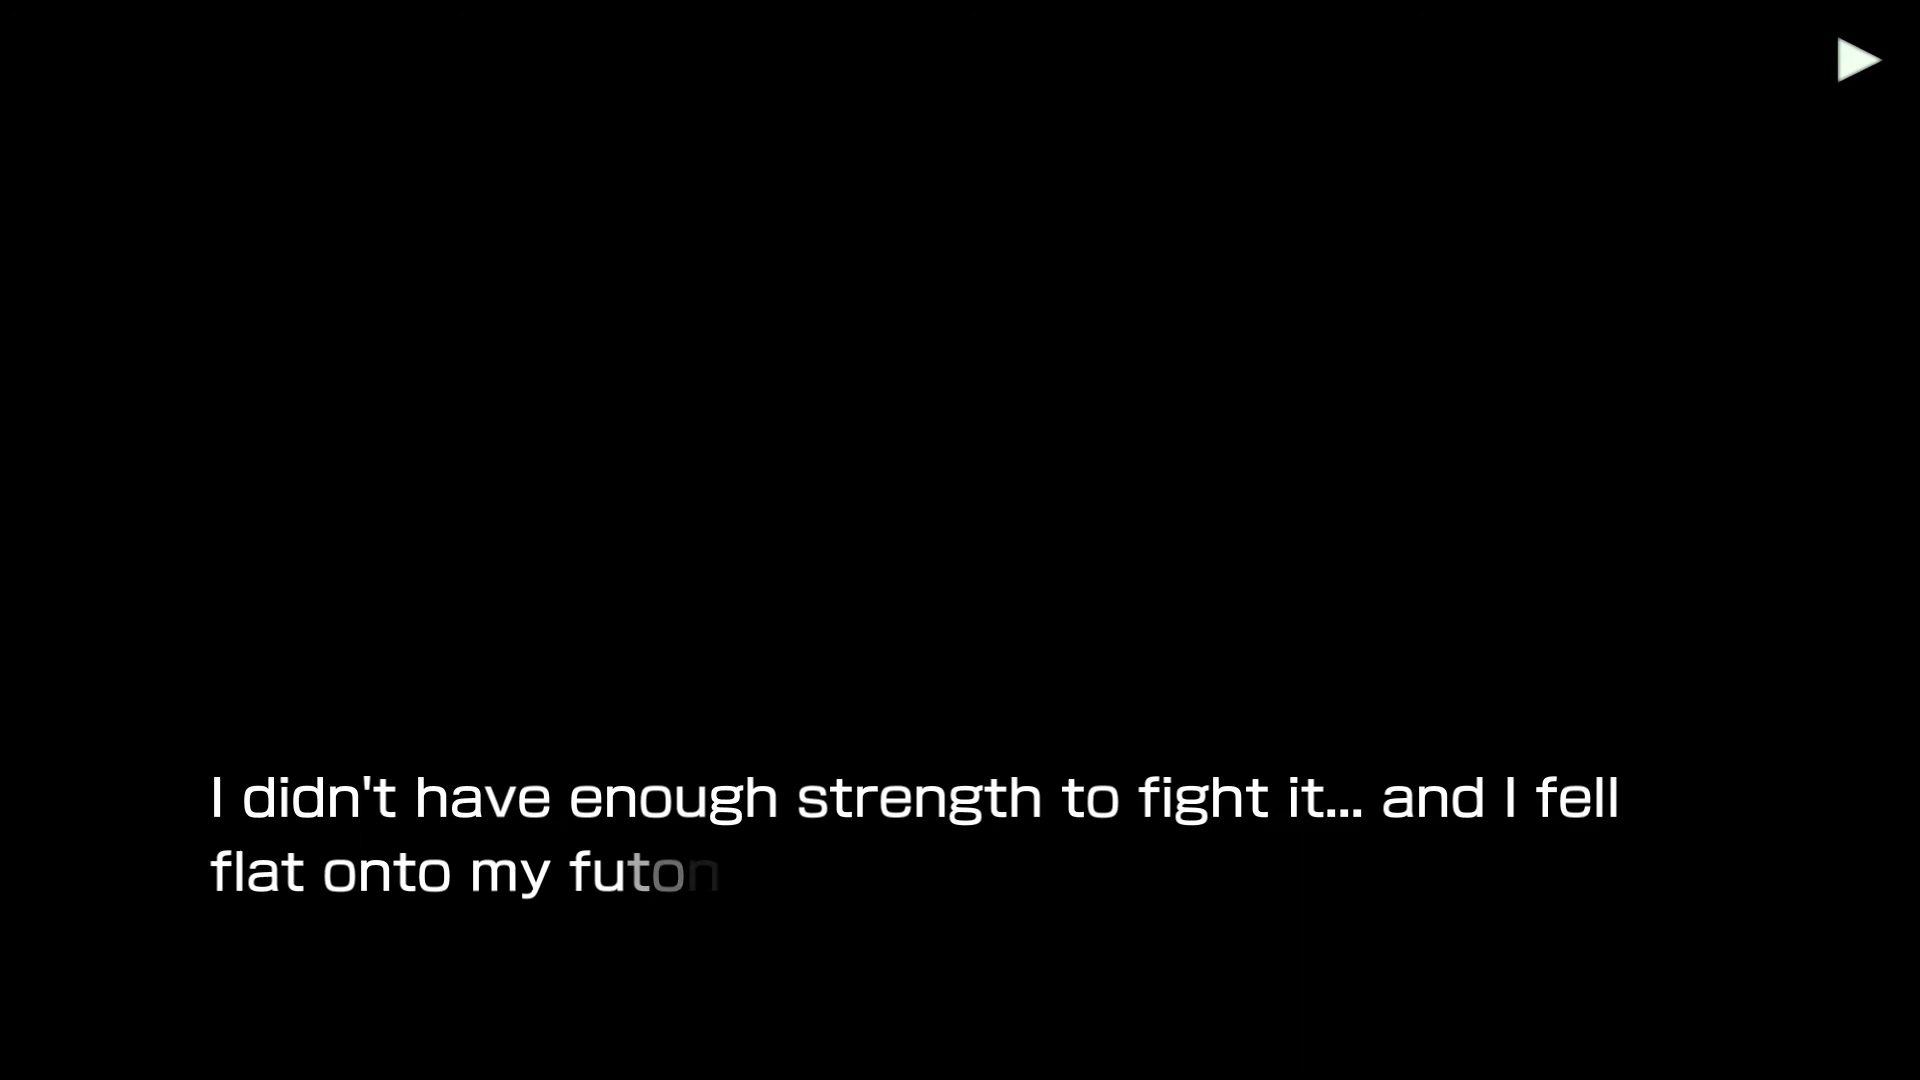 I didn't have enough strength to fight it... and I fell
flat onto my futon